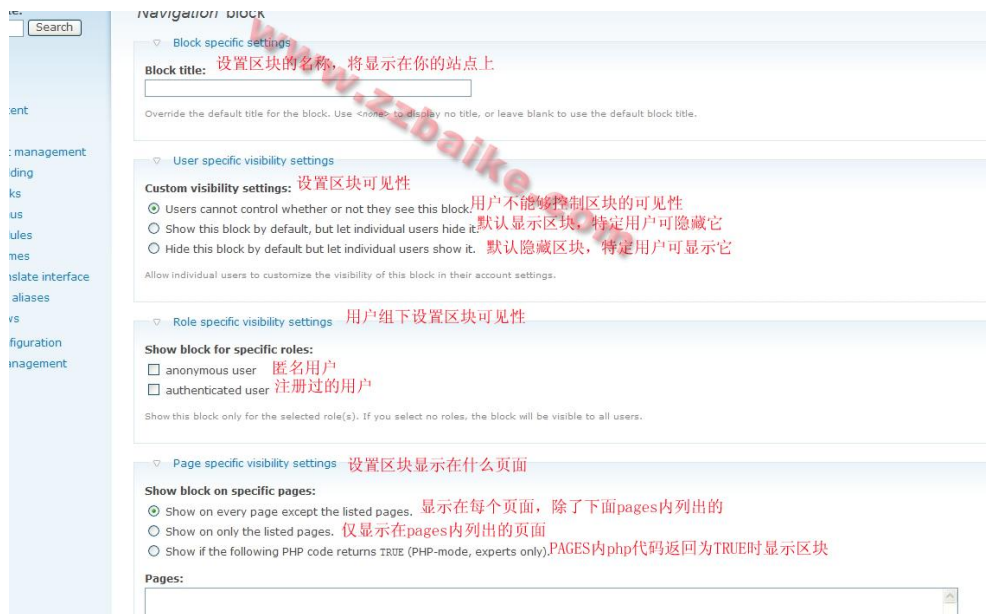 Navigation block
Search
Block specific settings
Block title: 设置区块的名称，将显示在你的站点上
Override the default title for the block. Use <none> to display no title, or leave blank to use the default block title.
www.zzbaike.com
User specific visibility settings
Custom visibility settings: 设置区块可见性
Users cannot control whether or not they see this block. 用户不能够控制区块的可见性
Show this block by default, but let individual users hide it. 默认显示区块，特定用户可隐藏它
Hide this block by default but let individual users show it. 默认隐藏区块，特定用户可显示它
Allow individual users to customize the visibility of this block in their account settings.
Role specific visibility settings 用户组下设置区块可见性
Show block for specific roles:
anonymous user 匿名用户
authenticated user 注册过的用户
Show this block only for the selected role(s). If you select no roles, the block will be visible to all users.
Page specific visibility settings 设置区块显示在什么页面
Show block on specific pages:
Show on every page except the listed pages. 显示在每个页面，除了下面pages内列出的
Show on only the listed pages. 仅显示在pages内列出的页面
Show if the following PHP code returns TRUE (PHP-mode, experts only). PAGES内php代码返回为TRUE时显示区块
Pages:
tent
management
lding
ks
us
ules
mes
nslate interface
aliases
ws
figuration
anagement